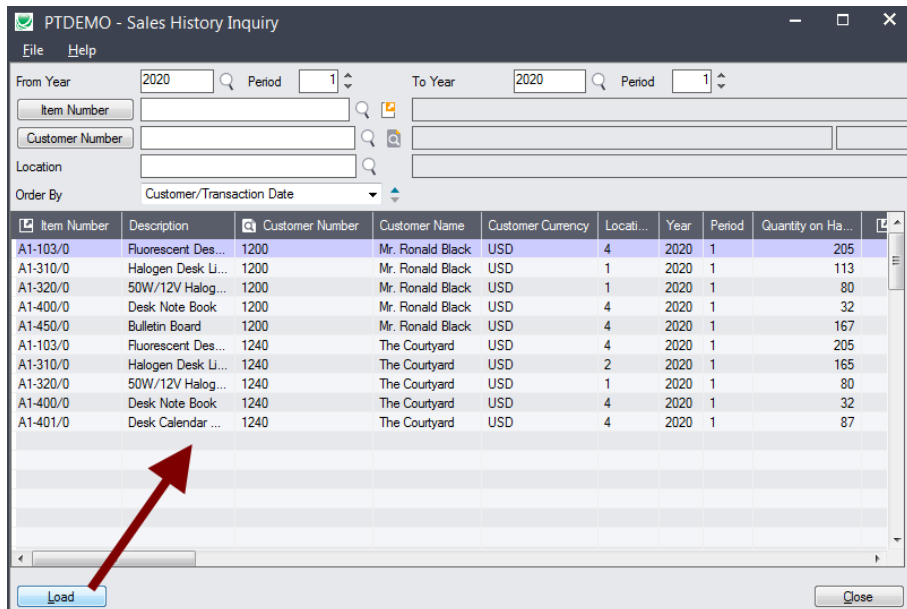 PTDEMO - Sales History Inquiry
File Help
From Year 2020 Period 1 To Year 2020 Period 1
Item Number
Customer Number
Location
Order By Customer/Transaction Date
Item Number Description Customer Number Customer Name Customer Currency Locati... Year Period Quantity on Ha...
A1-103/0 Fluorescent Des... 1200 Mr. Ronald Black USD 4 2020 1 205
A1-310/0 Halogen Desk Li... 1200 Mr. Ronald Black USD 1 2020 1 113
A1-320/0 50W/12V Halog... 1200 Mr. Ronald Black USD 1 2020 1 80
A1-400/0 Desk Note Book 1200 Mr. Ronald Black USD 4 2020 1 32
A1-450/0 Bulletin Board 1200 Mr. Ronald Black USD 4 2020 1 167
A1-103/0 Fluorescent Des... 1240 The Courtyard USD 4 2020 1 205
A1-310/0 Halogen Desk Li... 1240 The Courtyard USD 2 2020 1 165
A1-320/0 50W/12V Halog... 1240 The Courtyard USD 1 2020 1 80
A1-400/0 Desk Note Book 1240 The Courtyard USD 4 2020 1 32
A1-401/0 Desk Calendar ... 1240 The Courtyard USD 4 2020 1 87
Load Close